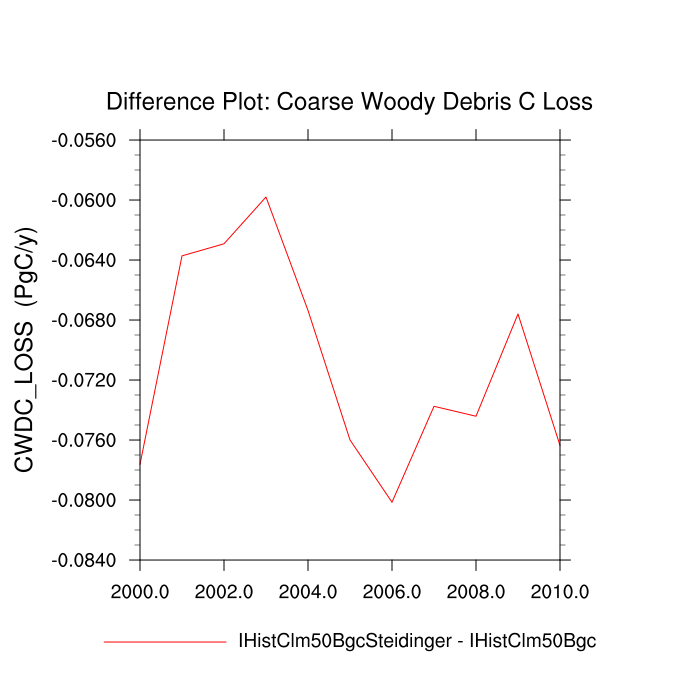 Difference Plot: Coarse Woody Debris C Loss
CWDC_LOSS (PgC/y)
-0.0560
-0.0600
-0.0640
-0.0680
-0.0720
-0.0760
-0.0800
-0.0840
2000.0 2002.0 2004.0 2006.0 2008.0 2010.0
IHistClm50BgcSteidinger - IHistClm50Bgc